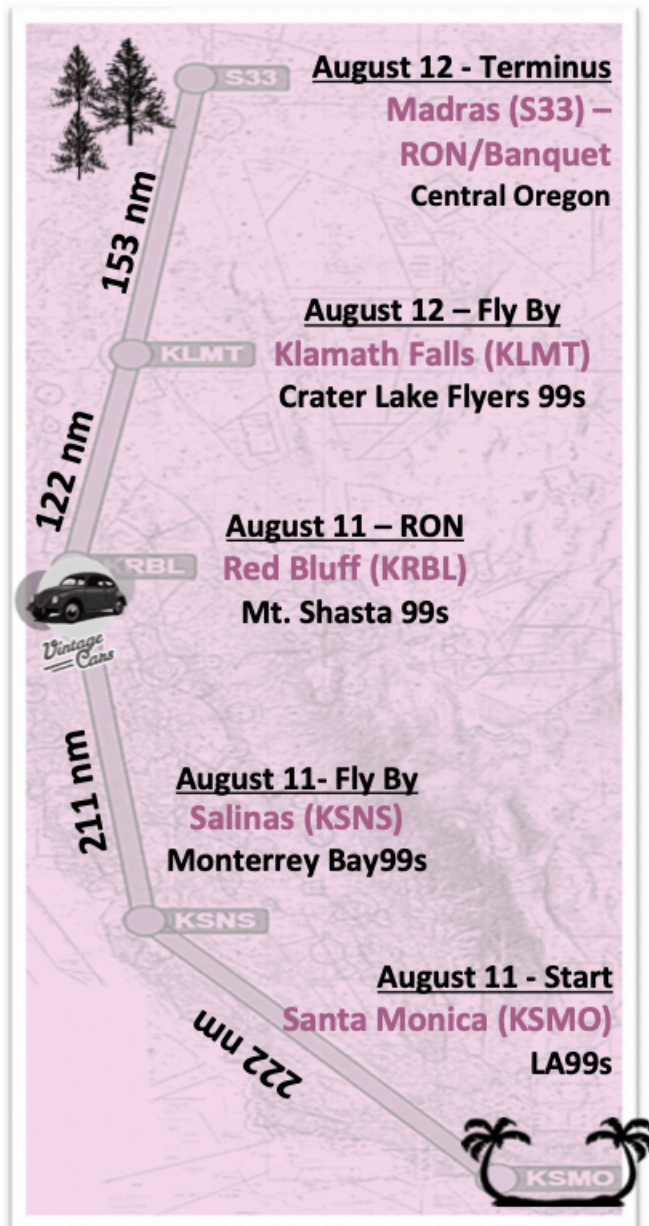 S33
August 12 - Terminus
Madras (S33) –
RON/Banquet
Central Oregon
153 nm
August 12 – Fly By
KLMT
Klamath Falls (KLMT)
Crater Lake Flyers 99s
122 nm
August 11 – RON
KRBL
Red Bluff (KRBL)
Mt. Shasta 99s
Vintage
Cars
211 nm
August 11- Fly By
Salinas (KSNS)
Monterrey Bay99s
KSNS
August 11 - Start
Santa Monica (KSMO)
222 nm
LA99s
KSMO